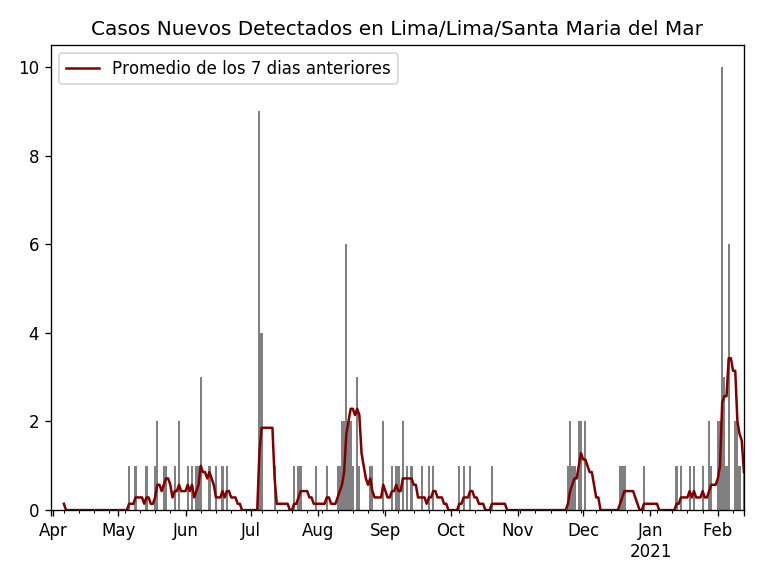 Casos Nuevos Detectados en Lima/Lima/Santa Maria del Mar
Promedio de los 7 dias anteriores
10
8
6
4
2
0
Apr May Jun Jul Aug Sep Oct Nov Dec Jan Feb
2021